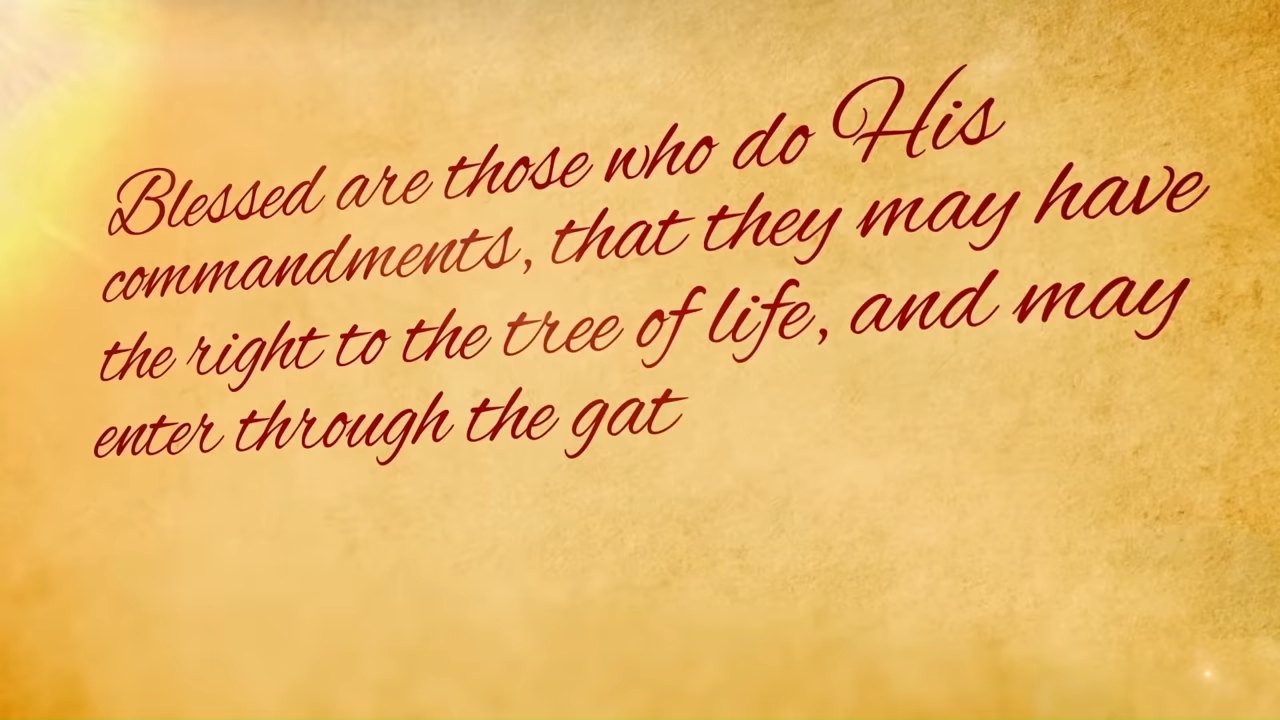 Blessed are those who do His
commandments, that they may have
the right to the tree of life, and may
enter through the gat